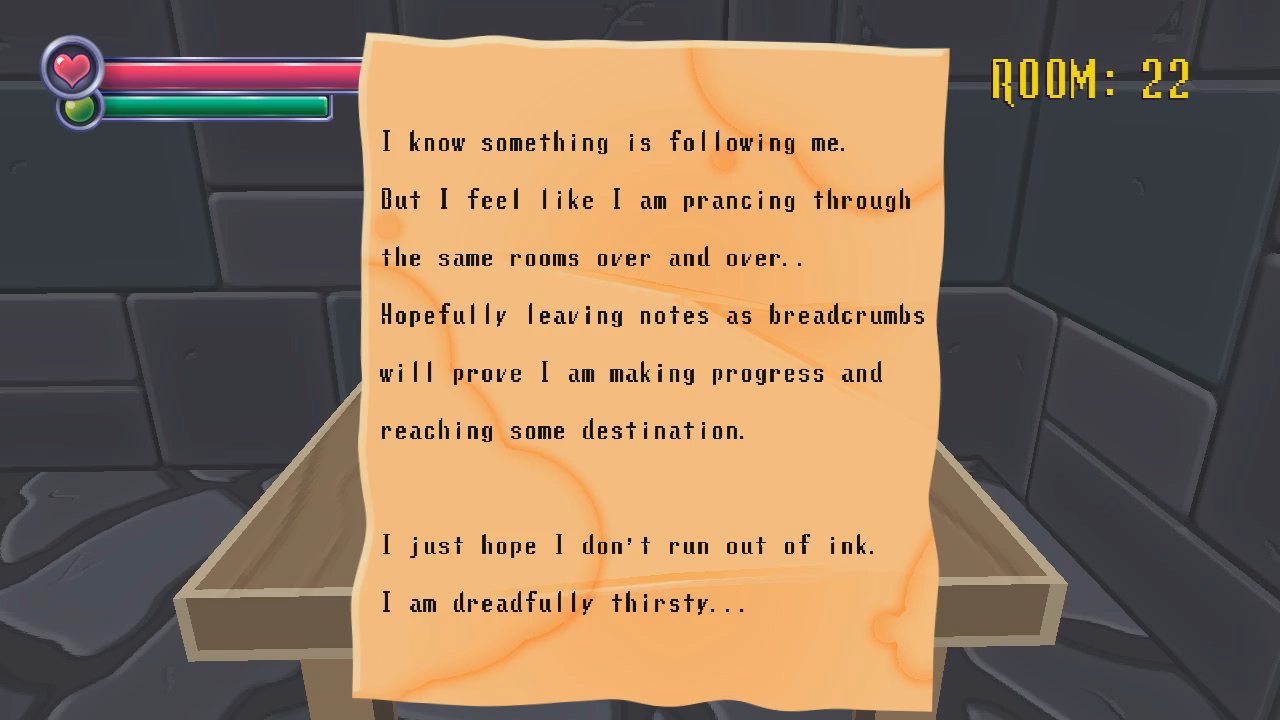 ROOM: 22
I know something is following me.
But I feel like I am prancing through
the same rooms over and over..
Hopefully leaving notes as breadcrumbs
will prove I am making progress and
reaching some destination.
I just hope I don't run out of ink.
I am dreadfully thirsty...